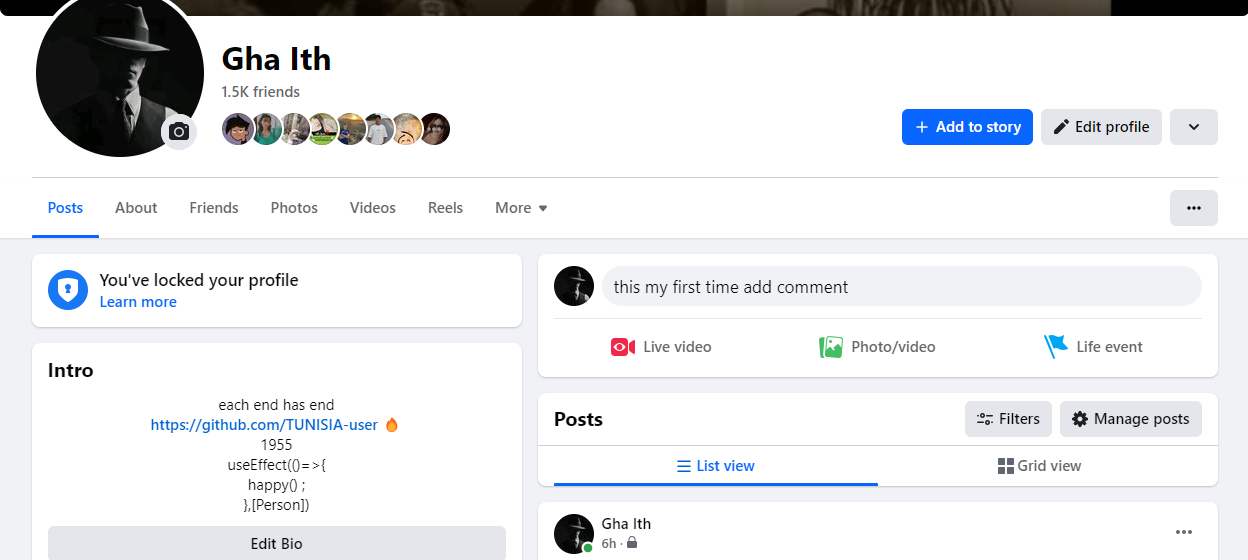 Gha Ith
1.5K friends
+ Add to story
Edit profile
Posts
About
Friends
Photos
Videos
Reels
More
You've locked your profile
Learn more
Intro
each end has end
https://github.com/TUNISIA-user 🔥
1955
useEffect(()=>{
happy() ;
},[Person])
Edit Bio
this my first time add comment
Live video
Photo/video
Life event
Posts
Filters
Manage posts
List view
Grid view
Gha Ith
6h ·